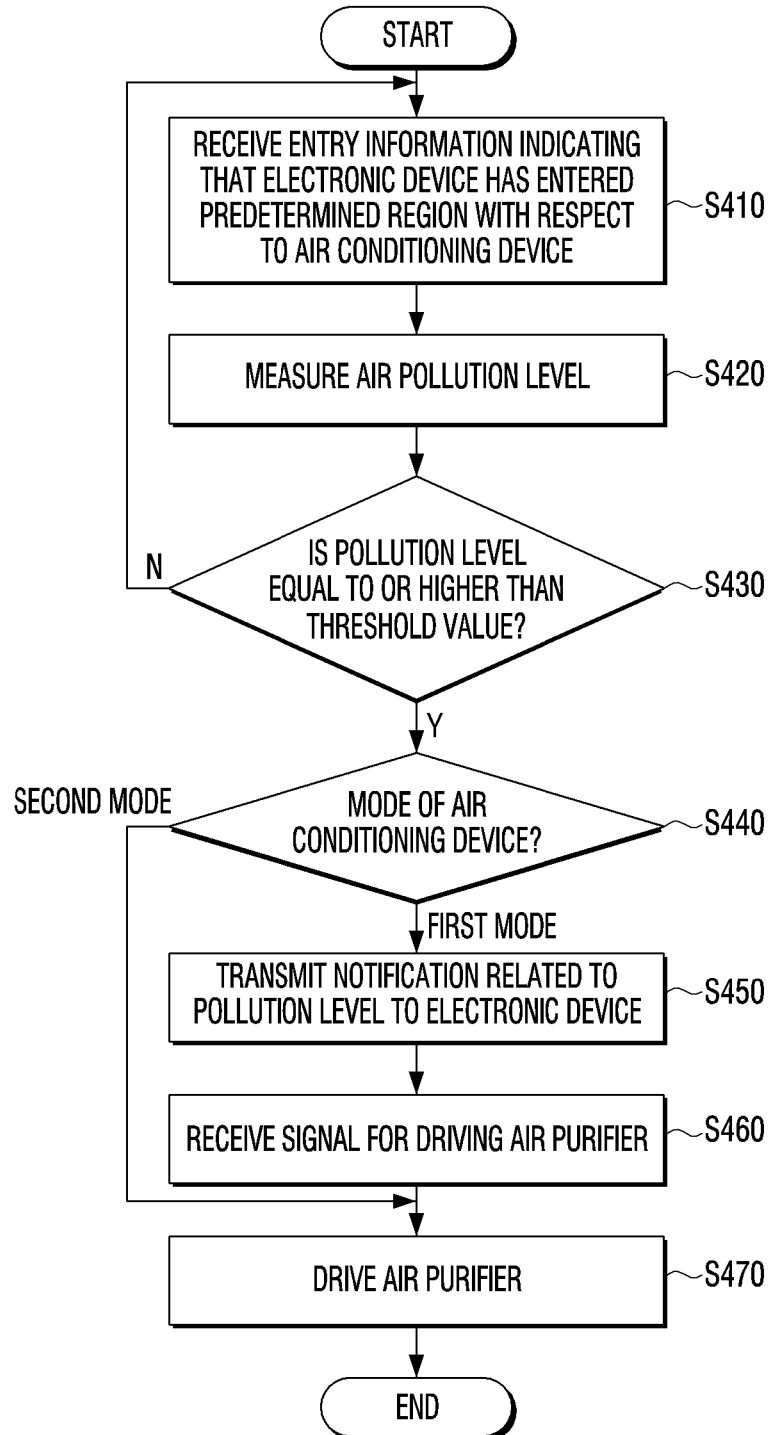 START
RECEIVE ENTRY INFORMATION INDICATING
THAT ELECTRONIC DEVICE HAS ENTERED
PREDETERMINED REGION WITH RESPECT
TO AIR CONDITIONING DEVICE
S410
MEASURE AIR POLLUTION LEVEL
S420
IS POLLUTION LEVEL
EQUAL TO OR HIGHER THAN
THRESHOLD VALUE?
N
S430
Y
SECOND MODE
MODE OF AIR
CONDITIONING DEVICE?
S440
FIRST MODE
TRANSMIT NOTIFICATION RELATED TO
POLLUTION LEVEL TO ELECTRONIC DEVICE
S450
RECEIVE SIGNAL FOR DRIVING AIR PURIFIER
S460
DRIVE AIR PURIFIER
S470
END